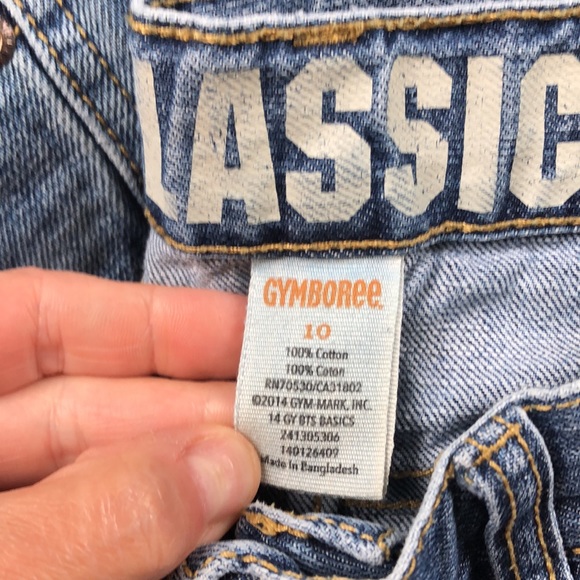 LASSIC
GYMBOREE
10
100% Cotton
100% Coton
RN70530/CA31802
©2014 GYM-MARK, INC.
14 GY BTS BASICS
241305306
140126409
Made in Bangladesh